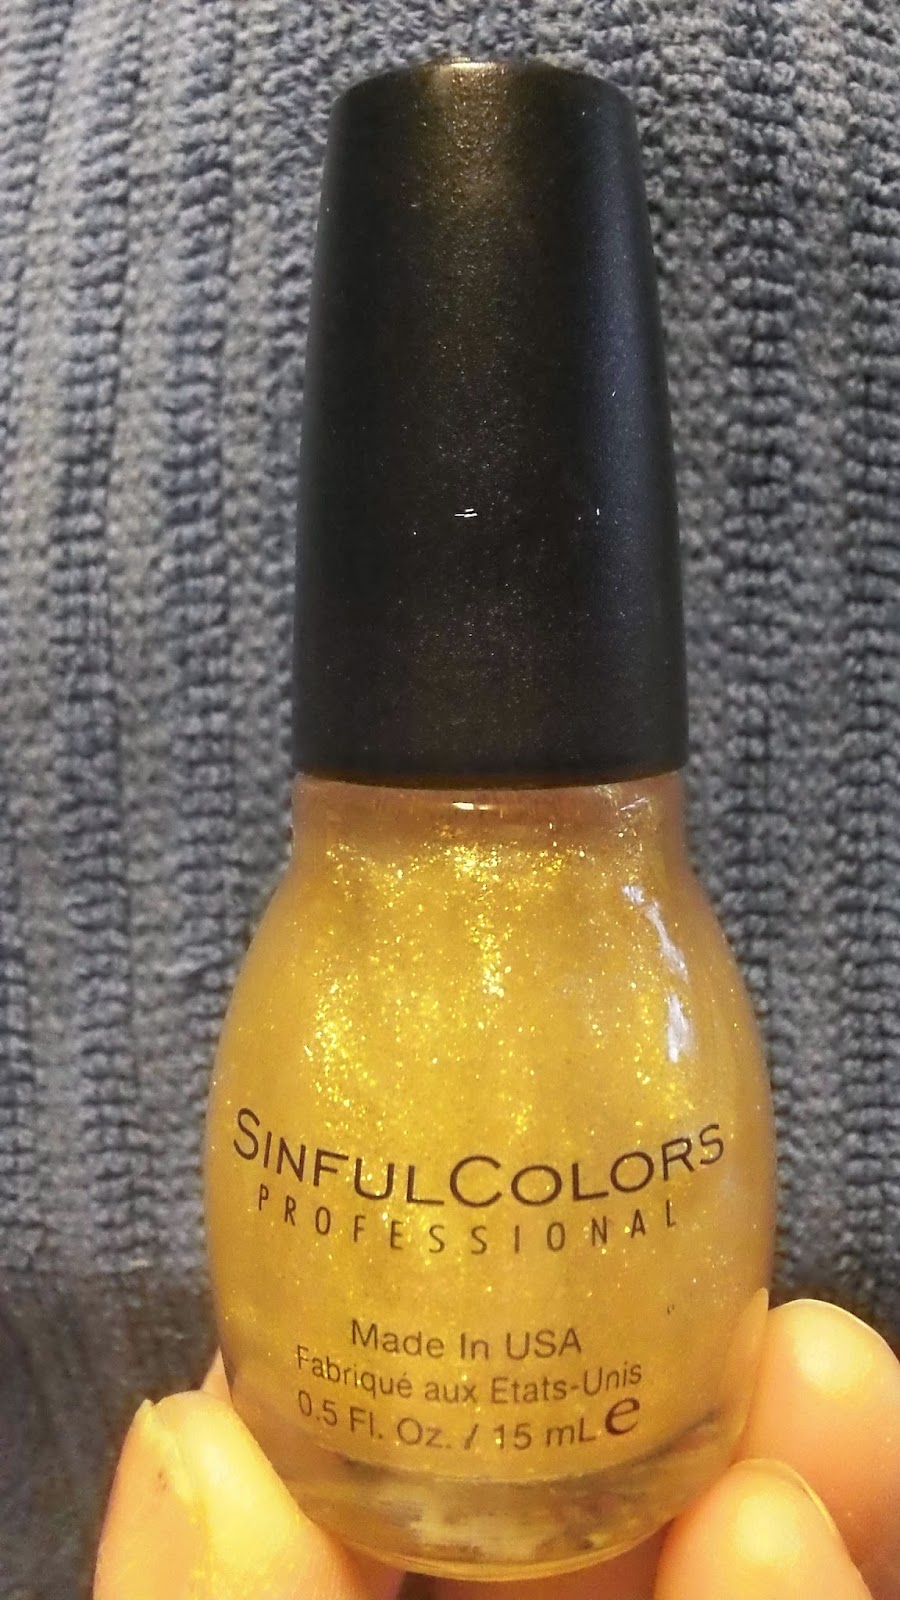 SINFULCOLORS
PROFESSIONAL
Made In USA
Fabriqué aux Etats-Unis
0.5 Fl. Oz. / 15 mL e